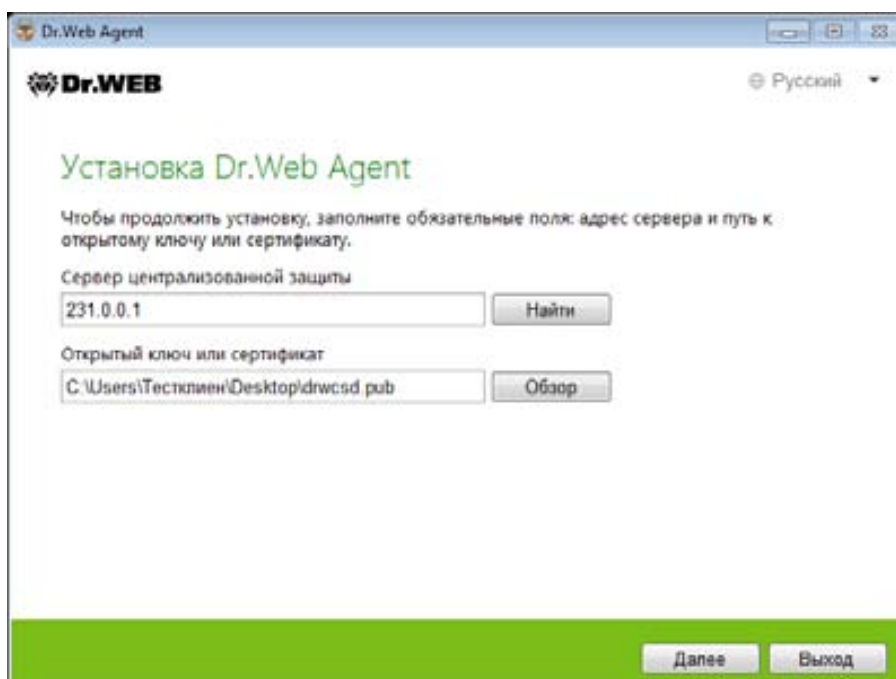 Dr.Web Agent
Dr.WEB
Русский
Установка Dr.Web Agent
Чтобы продолжить установку, заполните обязательные поля: адрес сервера и путь к
открытому ключу или сертификату.
Сервер централизованной защиты
231.0.0.1
Найти
Открытый ключ или сертификат
C:\Users\Тестклиен\Desktop\drwcsd.pub
Обзор
Далее
Выход